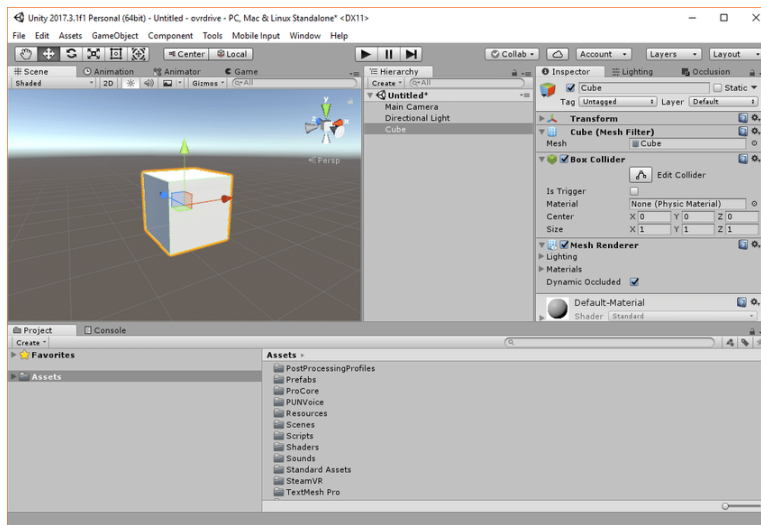 Unity 2017.3.1f1 Personal (64bit) - Untitled - ovrdrive - PC, Mac & Linux Standalone* <DX11>
File Edit Assets GameObject Component Tools Mobile Input Window Help
Center Local Collab Account Layers Layout
Scene Animation Animator Game
Shaded 2D Gizmos All
y
Persp
Hierarchy
Create All
Untitled*
Main Camera
Directional Light
Cube
Inspector Lighting Occlusion
Cube Static
Tag Untagged Layer Default
Transform
Cube (Mesh Filter)
Mesh Cube
Box Collider
Edit Collider
Is Trigger
Material None (Physic Material)
Center X 0 Y 0 Z 0
Size X 1 Y 1 Z 1
Mesh Renderer
Lighting
Materials
Dynamic Occluded
Default-Material
Shader Standard
Project Console
Create
Favorites
Assets
Assets
PostProcessingProfiles
Prefabs
ProCore
PUNVoice
Resources
Scenes
Scripts
Shaders
Sounds
Standard Assets
SteamVR
TextMesh Pro